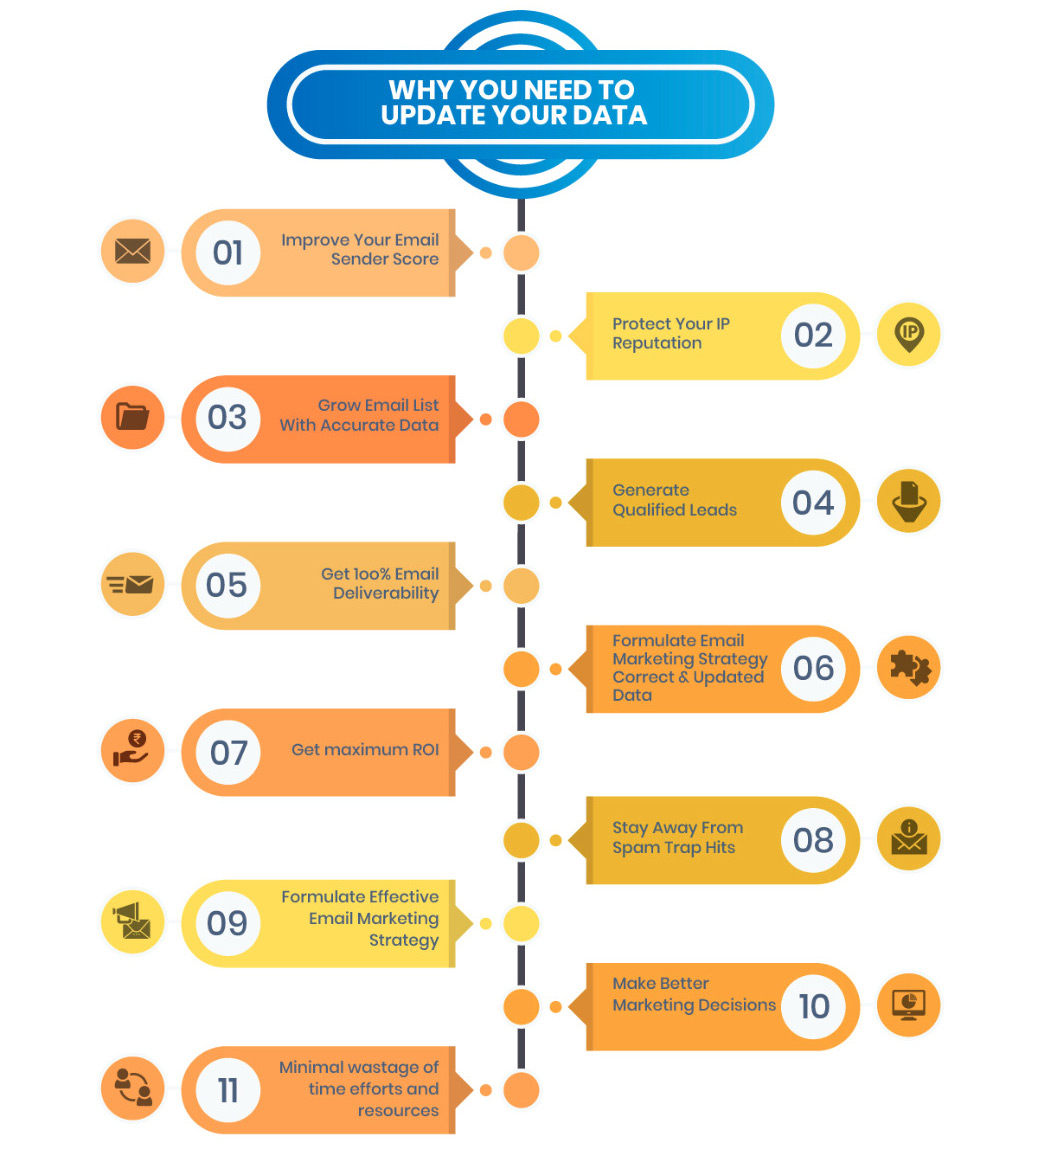 WHY YOU NEED TO
UPDATE YOUR DATA
01
Improve Your Email
Sender Score
Protect Your IP
Reputation
02
IP
03
Grow Email List
With Accurate Data
Generate
Qualified Leads
04
05
Get 100% Email
Deliverability
Formulate Email
Marketing Strategy
Correct & Updated
Data
06
₹
07
Get maximum ROI
Stay Away From
Spam Trap Hits
08
i
09
Formulate Effective
Email Marketing
Strategy
Make Better
Marketing Decisions
10
11
Minimal wastage of
time efforts and
resources